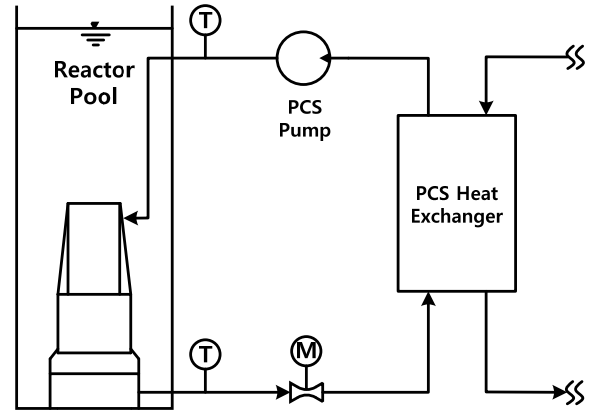 T
Reactor
Pool
PCS
Pump
PCS Heat
Exchanger
T
M